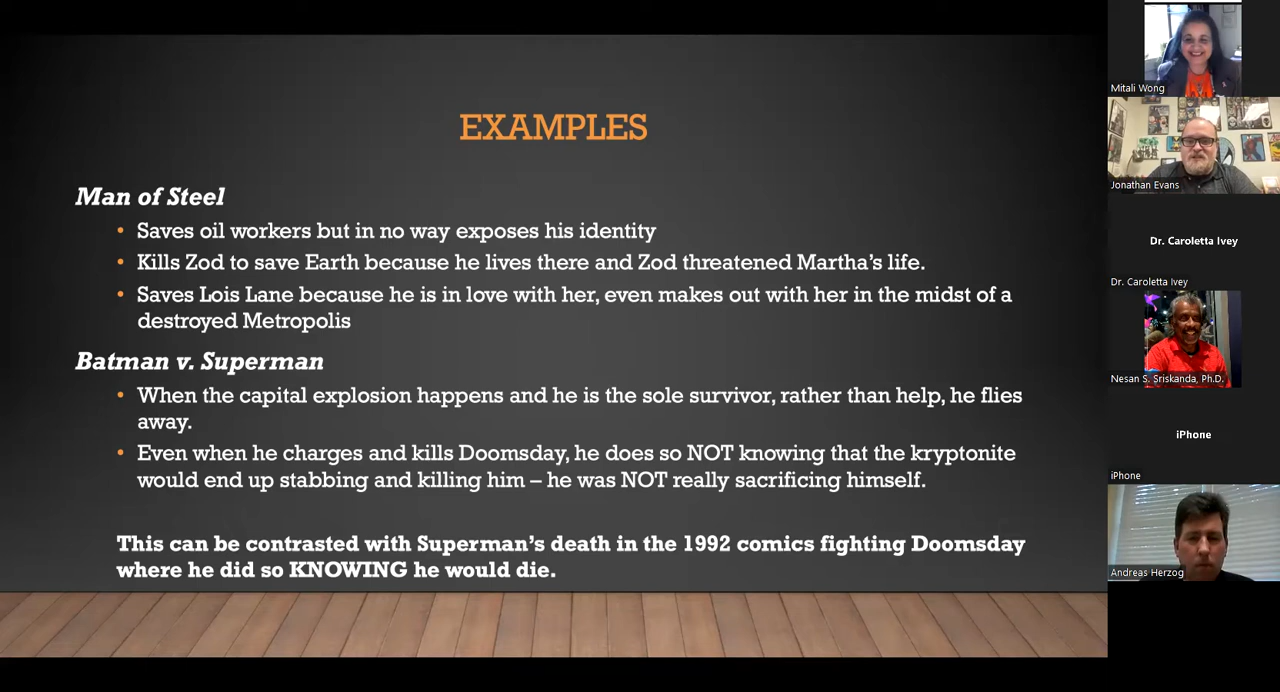 EXAMPLES
Man of Steel
• Saves oil workers but in no way exposes his identity
• Kills Zod to save Earth because he lives there and Zod threatened Martha's life.
• Saves Lois Lane because he is in love with her, even makes out with her in the midst of a
destroyed Metropolis
Batman v. Superman
• When the capital explosion happens and he is the sole survivor, rather than help, he flies
away.
• Even when he charges and kills Doomsday, he does so NOT knowing that the kryptonite
would end up stabbing and killing him – he was NOT really sacrificing himself.
This can be contrasted with Superman's death in the 1992 comics fighting Doomsday
where he did so KNOWING he would die.
Mitali Wong
Jonathan Evans
Dr. Caroletta Ivey
Dr. Caroletta Ivey
Nesan S. Sriskanda, Ph.D.
iPhone
iPhone
Andreas Herzog